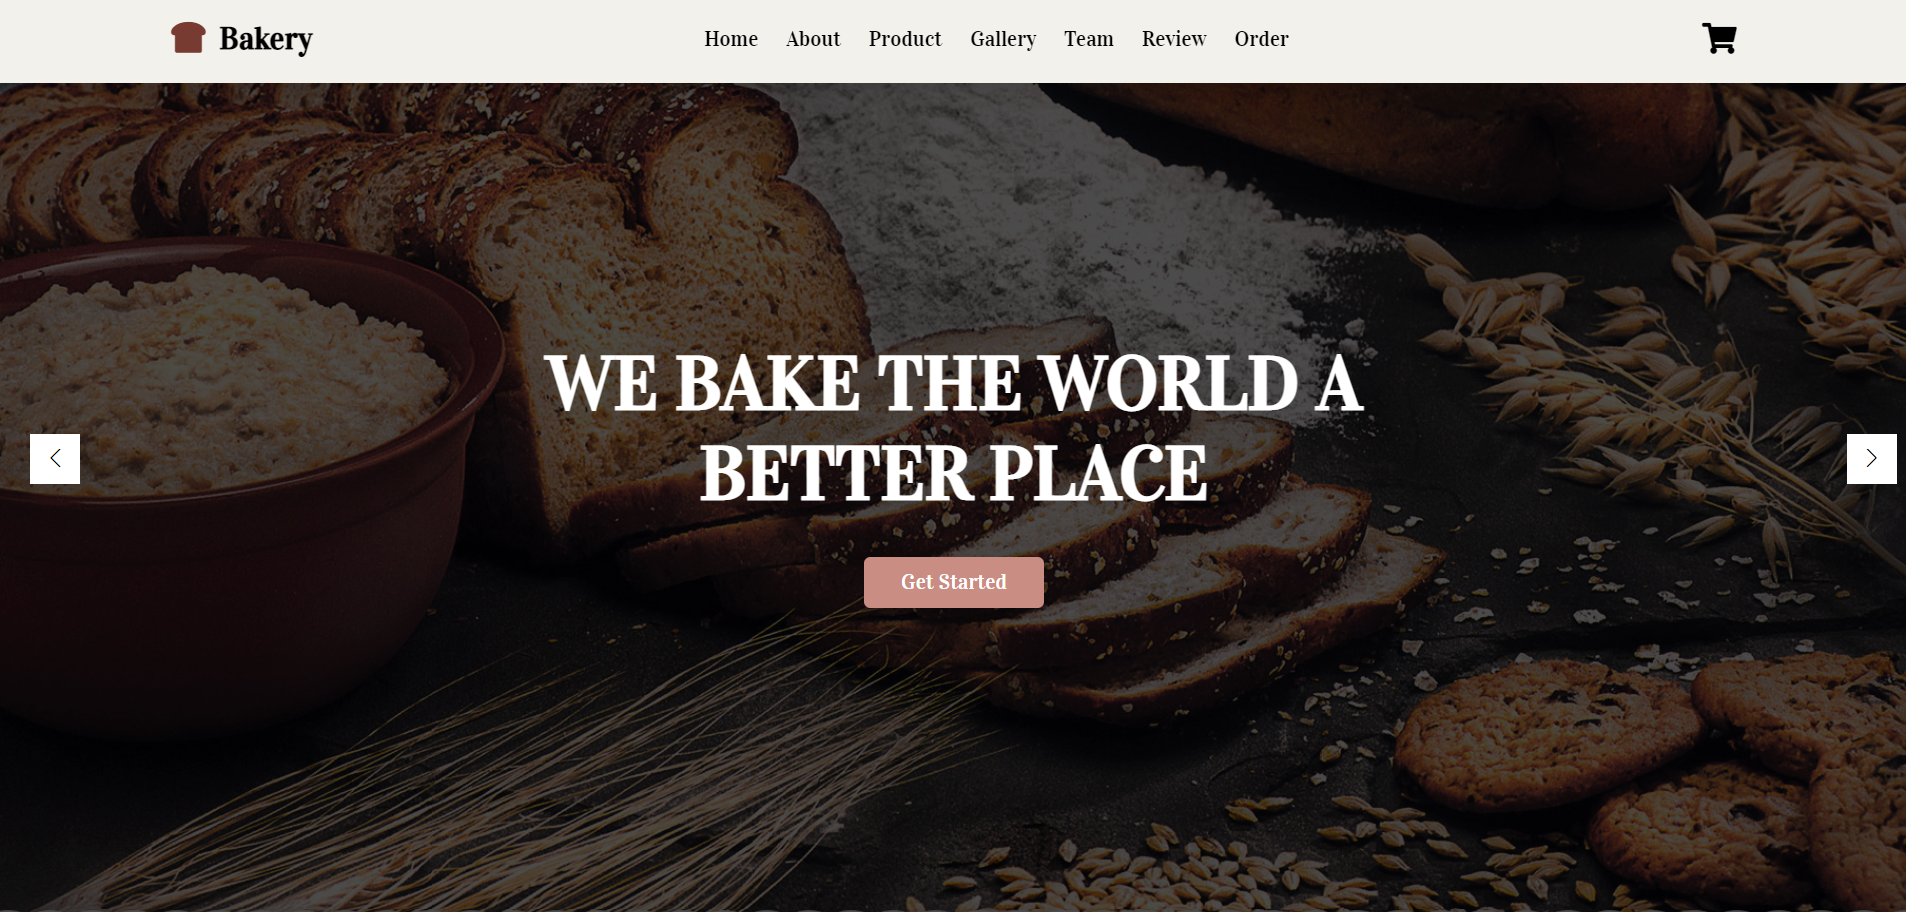 Bakery
Home About Product Gallery Team Review Order
WE BAKE THE WORLD A
BETTER PLACE
Get Started